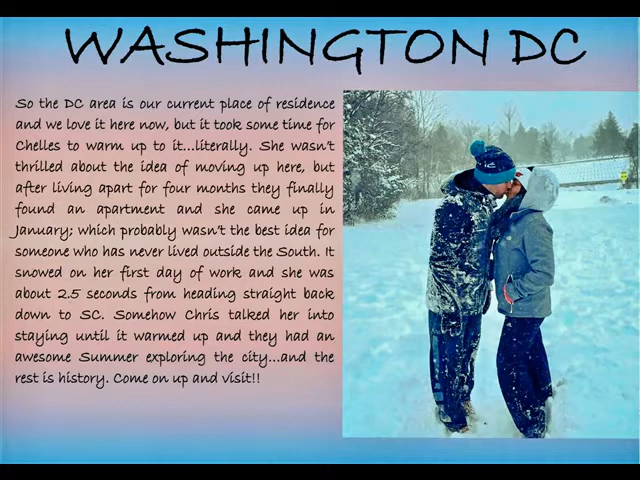 WASHINGTON DC
So the DC area is our current place of residence
and we love it here now, but it took some time for
Chelles to warm up to it...literally. She wasn't
thrilled about the idea of moving up here, but
after living apart for four months they finally
found an apartment and she came up in
January; which probably wasn't the best idea for
someone who has never lived outside the South. It
snowed on her first day of work and she was
about 2.5 seconds from heading straight back
down to SC. Somehow Chris talked her into
staying until it warmed up and they had an
awesome Summer exploring the city...and the
rest is history. Come on up and visit!!